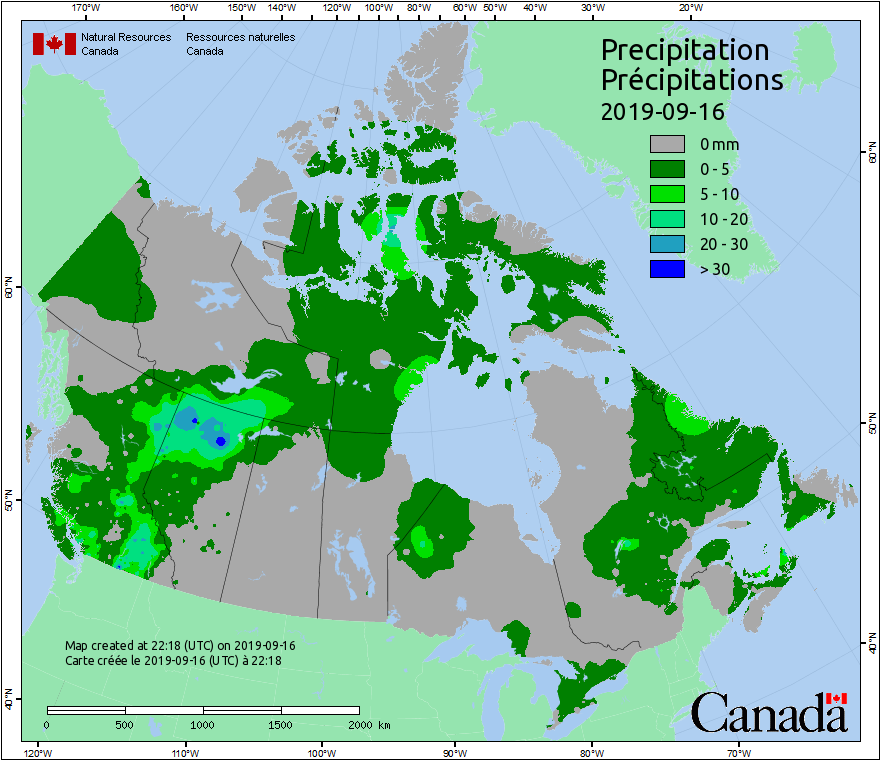 170°W 160°W 150°W 140°W 120°W 100°W 80°W 60°W 50°W 40°W 30°W 20°W
Natural Resources Canada
Ressources naturelles Canada
Precipitation
Précipitations
2019-09-16
0 mm
0 - 5
5 - 10
10 - 20
20 - 30
> 30
60°N
50°N
40°N
60°N
50°N
40°N
Map created at 22:18 (UTC) on 2019-09-16
Carte créée le 2019-09-16 (UTC) à 22:18
0 500 1000 1500 2000 km
Canada
120°W 110°W 100°W 90°W 80°W 70°W